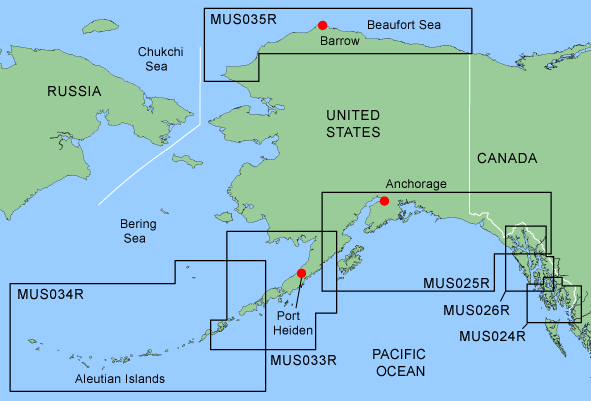 MUS035R
Beaufort Sea
Barrow
Chukchi
Sea
RUSSIA
UNITED
STATES
CANADA
Anchorage
Bering
Sea
MUS025R
MUS034R
MUS026R
Port
Heiden
MUS024R
MUS033R
PACIFIC
OCEAN
Aleutian Islands